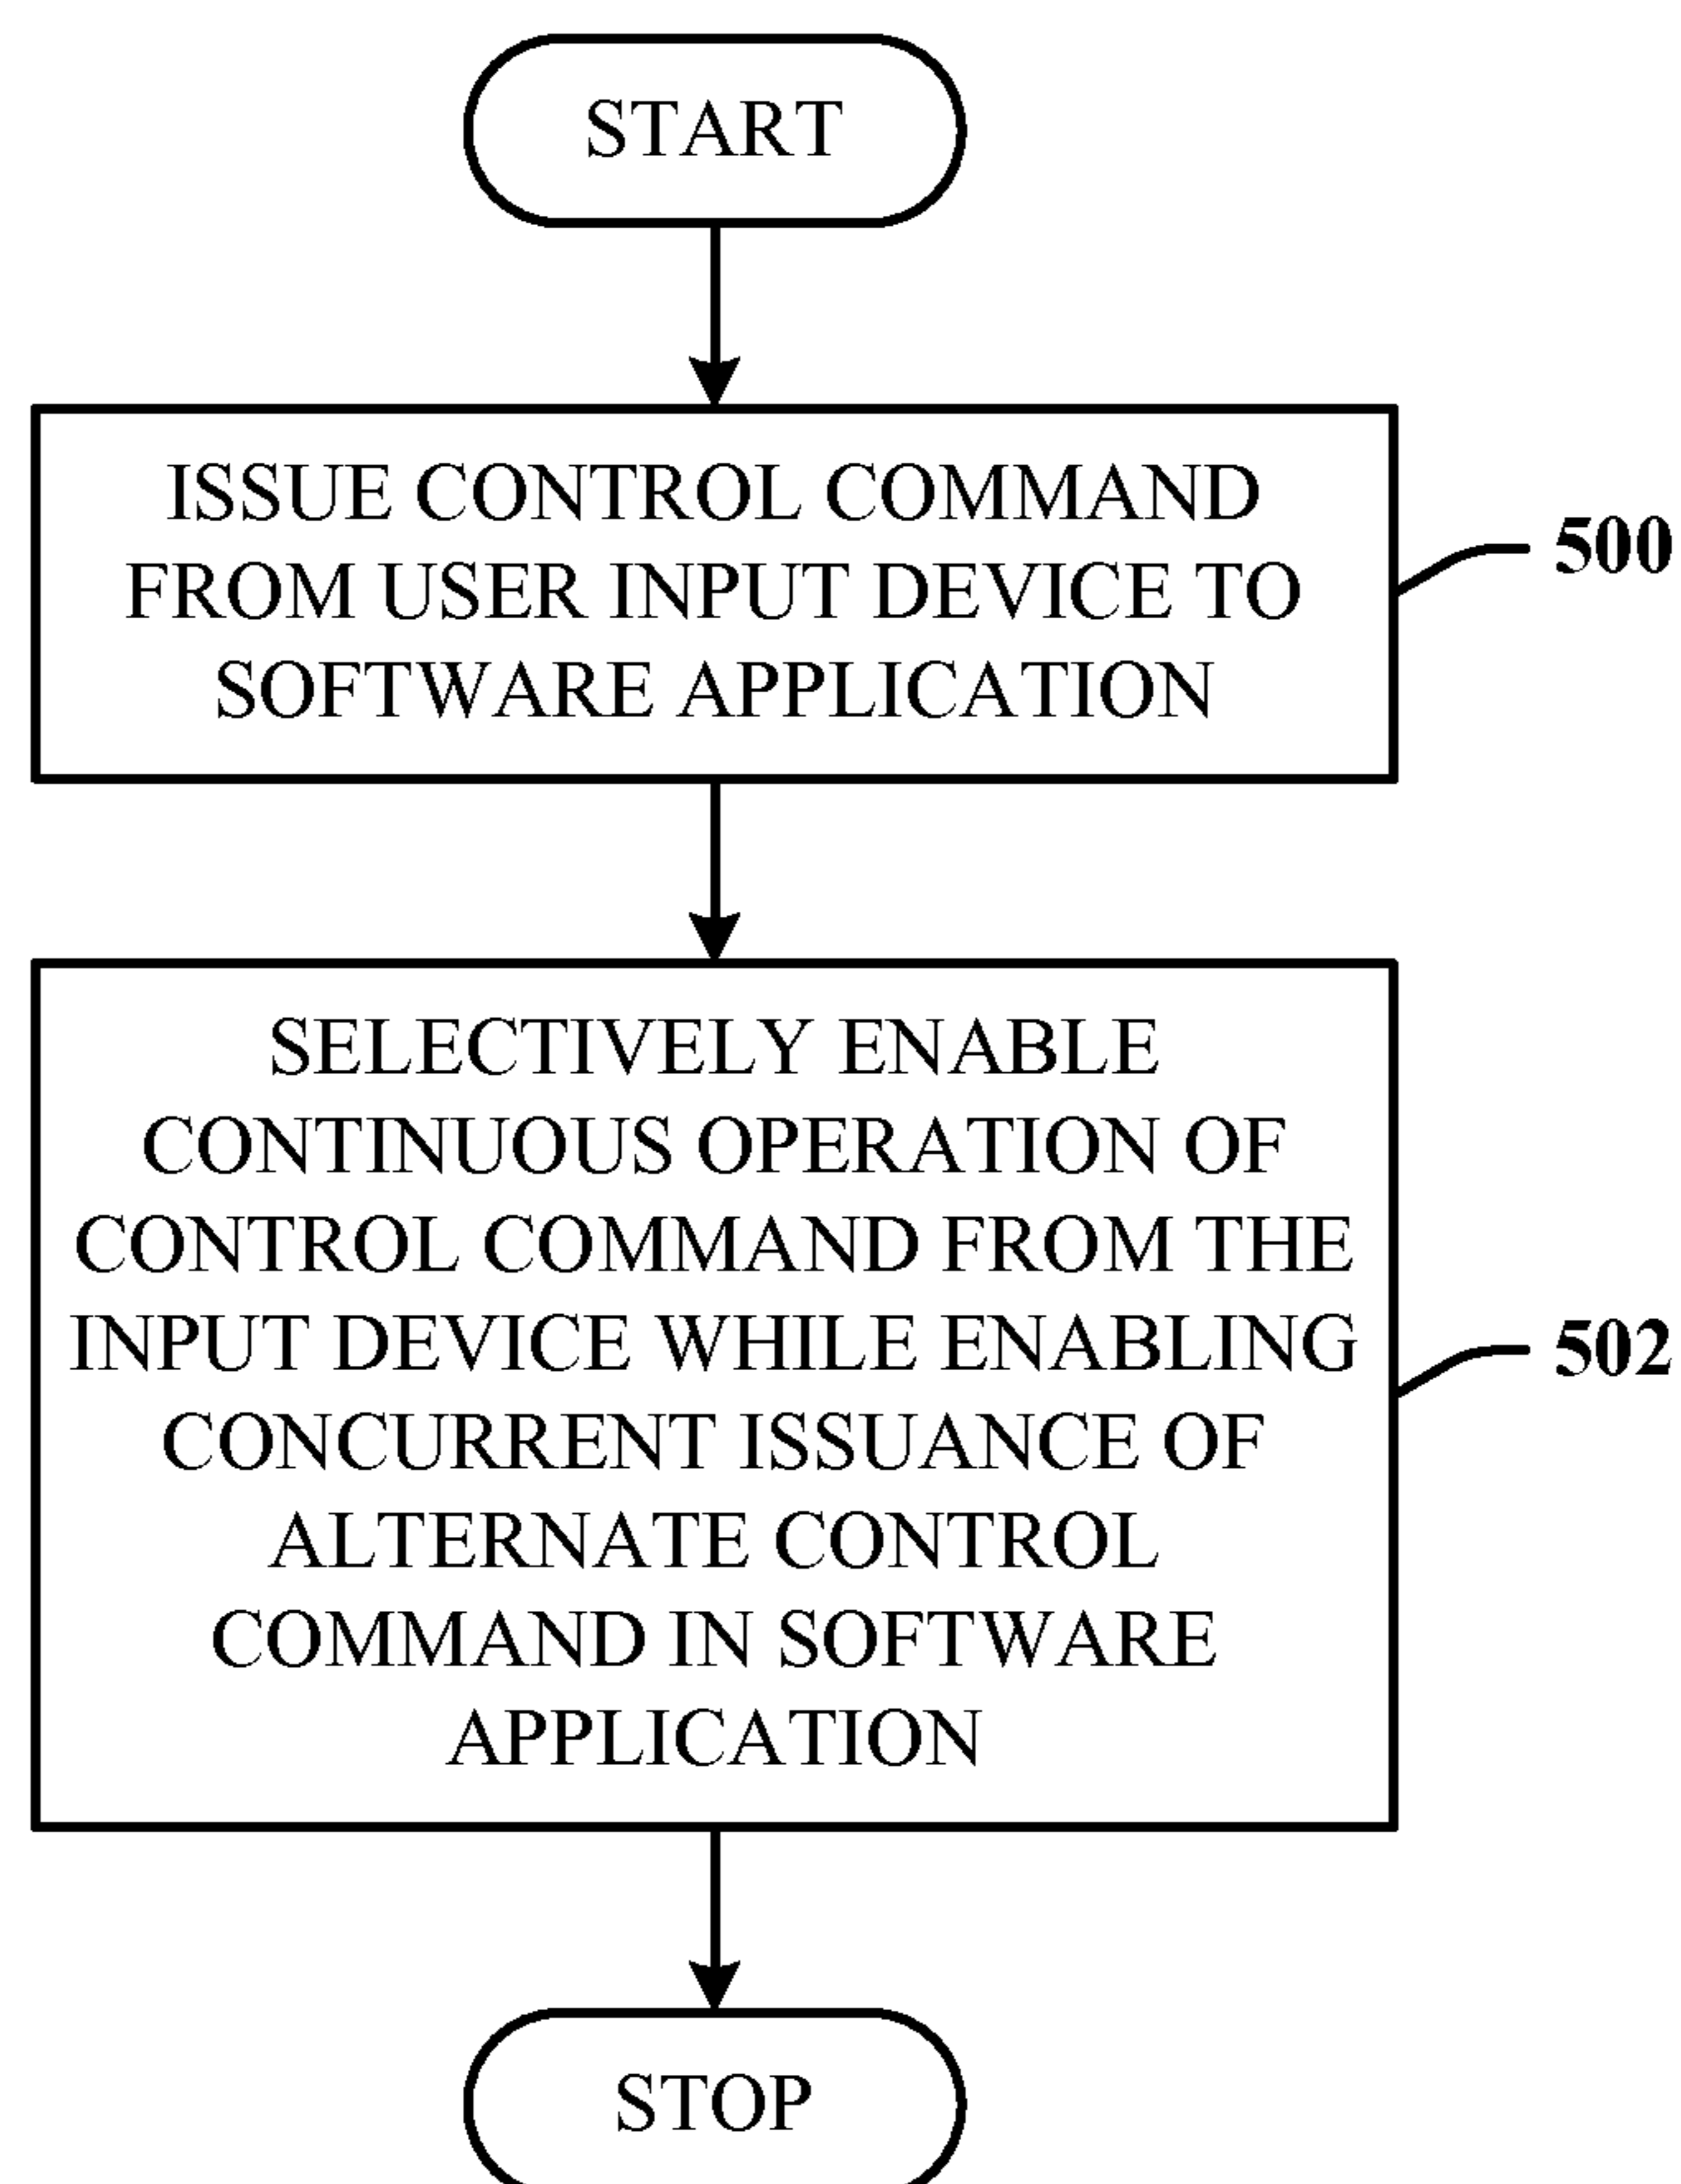 START
ISSUE CONTROL COMMAND
FROM USER INPUT DEVICE TO
SOFTWARE APPLICATION
500
SELECTIVELY ENABLE
CONTINUOUS OPERATION OF
CONTROL COMMAND FROM THE
INPUT DEVICE WHILE ENABLING
CONCURRENT ISSUANCE OF
ALTERNATE CONTROL
COMMAND IN SOFTWARE
APPLICATION
502
STOP